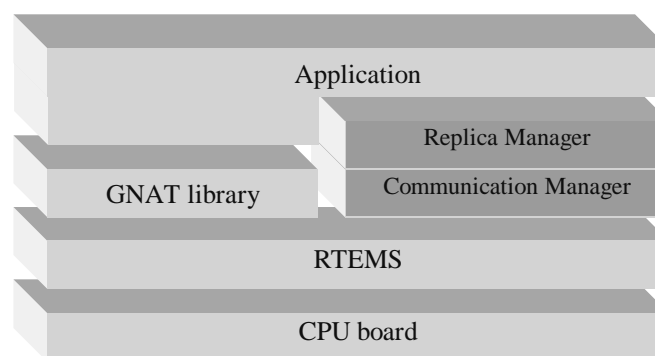 Application
Replica Manager
GNAT library
Communication Manager
RTEMS
CPU board